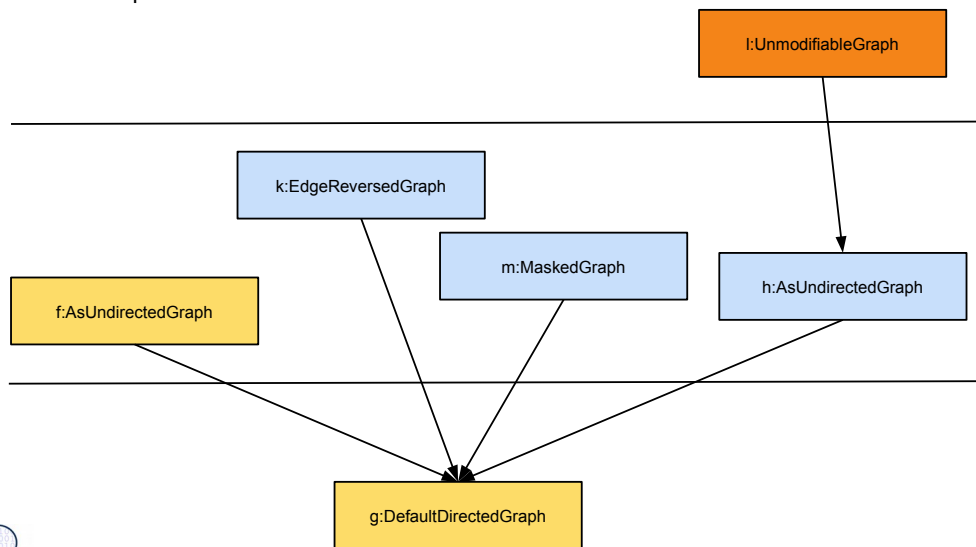 l:UnmodifiableGraph
k:EdgeReversedGraph
m:MaskedGraph
h:AsUndirectedGraph
f:AsUndirectedGraph
g:DefaultDirectedGraph